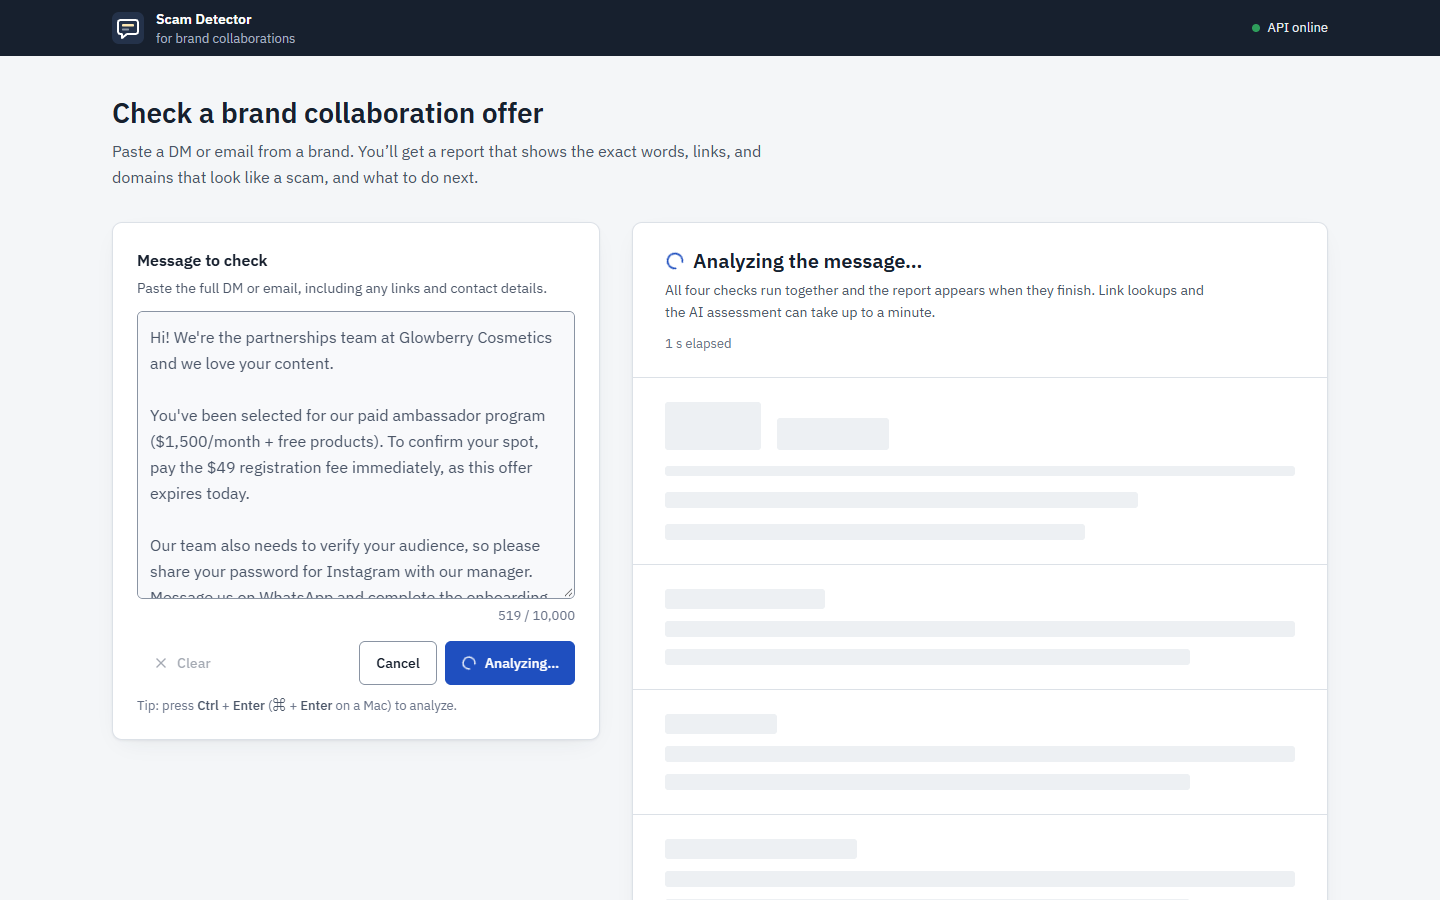 Scam Detector
for brand collaborations
API online
Check a brand collaboration offer
Paste a DM or email from a brand. You’ll get a report that shows the exact words, links, and
domains that look like a scam, and what to do next.
Message to check
Paste the full DM or email, including any links and contact details.
Hi! We're the partnerships team at Glowberry Cosmetics
and we love your content.
You've been selected for our paid ambassador program
($1,500/month + free products). To confirm your spot,
pay the $49 registration fee immediately, as this offer
expires today.
Our team also needs to verify your audience, so please
share your password for Instagram with our manager.
Message us on WhatsApp and complete the onboarding
519 / 10,000
Clear
Cancel
Analyzing...
Tip: press Ctrl + Enter (⌘ + Enter on a Mac) to analyze.
Analyzing the message...
All four checks run together and the report appears when they finish. Link lookups and
the AI assessment can take up to a minute.
1 s elapsed